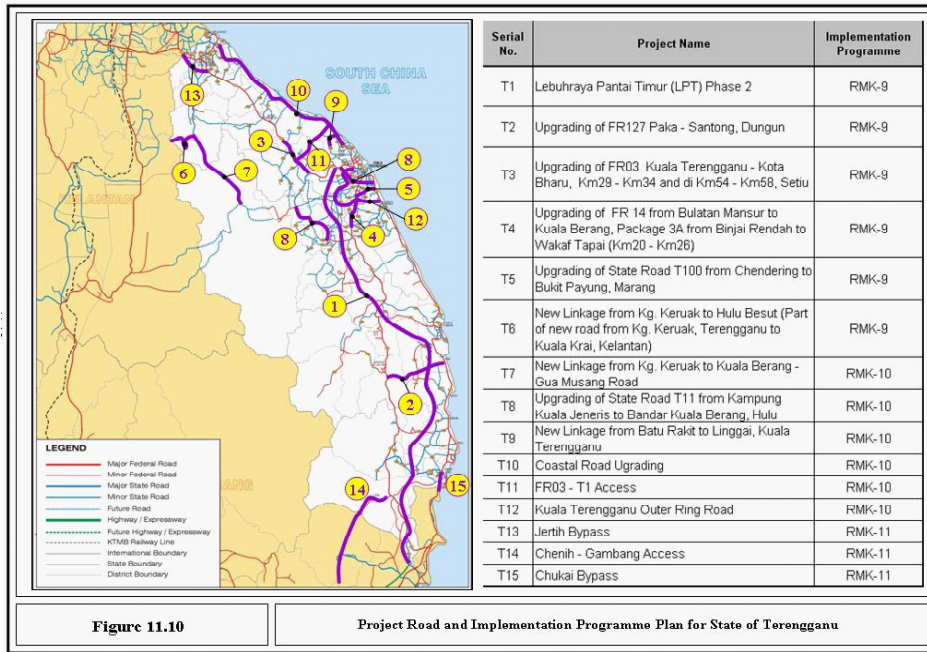 SOUTH CHINA
SEA
10
13
9
3
11
8
6
7
5
12
8
4
1
2
14
15
LEGEND
Major Federal Road
Minor Federal Road
Major State Road
Minor State Road
Future Road
Highway / Expressway
Future Highway / Expressway
KTMB Railway Line
International Boundary
State Boundary
District Boundary
Serial No. Project Name Implementation Programme
T1 Lebuhraya Pantai Timur (LPT) Phase 2 RMK-9
T2 Upgrading of FR127 Paka - Santong, Dungun RMK-9
T3 Upgrading of FR03 Kuala Terengganu - Kota
Bharu, Km29 - Km34 and di Km54 - Km58, Setiu RMK-9
T4 Upgrading of FR 14 from Bulatan Mansur to
Kuala Berang, Package 3A from Binjai Rendah to
Wakaf Tapai (Km20 - Km26) RMK-9
T5 Upgrading of State Road T100 from Chendering to
Bukit Payung, Marang RMK-9
T6 New Linkage from Kg. Keruak to Hulu Besut (Part
of new road from Kg. Keruak, Terengganu to
Kuala Krai, Kelantan) RMK-9
T7 New Linkage from Kg. Keruak to Kuala Berang -
Gua Musang Road RMK-10
T8 Upgrading of State Road T11 from Kampung
Kuala Jeneris to Bandar Kuala Berang, Hulu RMK-10
T9 New Linkage from Batu Rakit to Linggai, Kuala
Terengganu RMK-10
T10 Coastal Road Ugrading RMK-10
T11 FR03 - T1 Access RMK-10
T12 Kuala Terengganu Outer Ring Road RMK-10
T13 Jertih Bypass RMK-11
T14 Chenih - Gambang Access RMK-11
T15 Chukai Bypass RMK-11
Figure 11.10
Project Road and Implementation Programme Plan for State of Terengganu